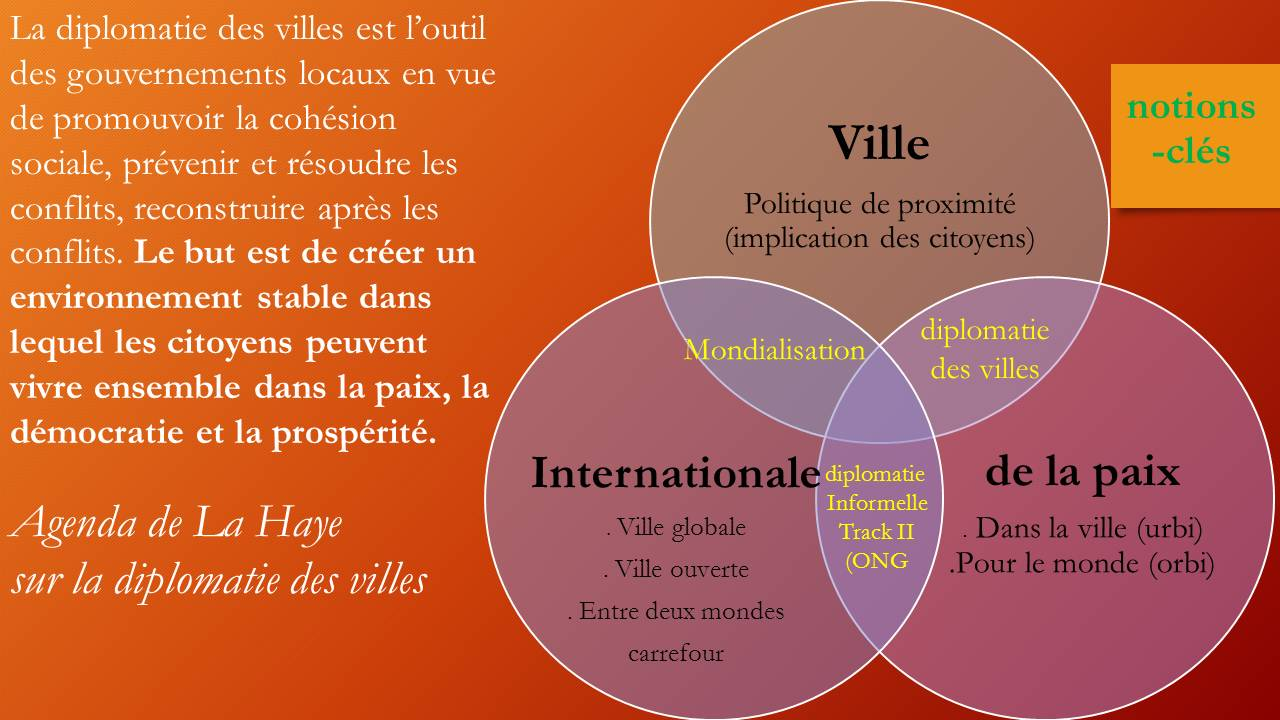 La diplomatie des villes est l’outil
des gouvernements locaux en vue
de promouvoir la cohésion
sociale, prévenir et résoudre les
conflits, reconstruire après les
conflits. Le but est de créer un
environnement stable dans
lequel les citoyens peuvent
vivre ensemble dans la paix, la
démocratie et la prospérité.
Agenda de La Haye
sur la diplomatie des villes
notions
-clés
Ville
Politique de proximité
(implication des citoyens)
Mondialisation
diplomatie
des villes
Internationale
. Ville globale
. Ville ouverte
. Entre deux mondes
carrefour
diplomatie
Informelle
Track II
(ONG
de la paix
. Dans la ville (urbi)
.Pour le monde (orbi)